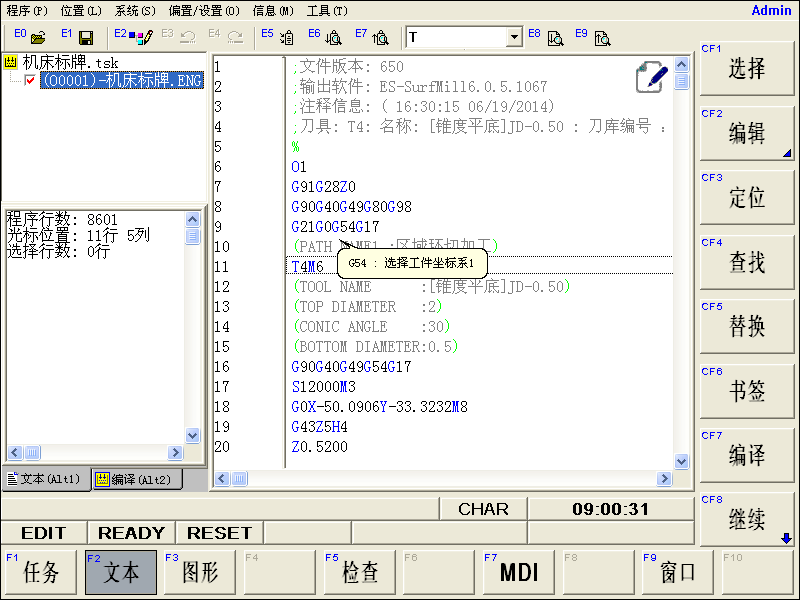 程序(P) 位置(L) 系统(S) 偏置/设置(O) 信息(M) 工具(T) Admin
E0 E1 E2 E3 E4 E5 E6 E7 T E8 E9
机床标牌.tsk
(O0001)-机床标牌.ENG
程序行数: 8601
光标位置: 11行 5列
选择行数: 0行
文本(Alt1) 编译(Alt2)
1 ;文件版本: 650
2 ;输出软件: ES-SurfMill6.0.5.1067
3 ;注释信息: ( 16:30:15 06/19/2014)
4 ;刀具: T4: 名称: [锥度平底]JD-0.50 : 刀库编号 :
5 %
6 O1
7 G91G28Z0
8 G90G40G49G80G98
9 G21G0G54G17
10 (PATH NAME1 :区域环切加工)
G54 : 选择工件坐标系1
11 T4M6
12 (TOOL NAME :[锥度平底]JD-0.50)
13 (TOP DIAMETER :2)
14 (CONIC ANGLE :30)
15 (BOTTOM DIAMETER:0.5)
16 G90G40G49G54G17
17 S12000M3
18 G0X-50.0906Y-33.3232M8
19 G43Z5H4
20 Z0.5200
CF1 选择
CF2 编辑
CF3 定位
CF4 查找
CF5 替换
CF6 书签
CF7 编译
CF8 继续
CHAR 09:00:31
EDIT READY RESET
F1 任务 F2 文本 F3 图形 F4 F5 检查 F6 F7 MDI F8 F9 窗口 F10